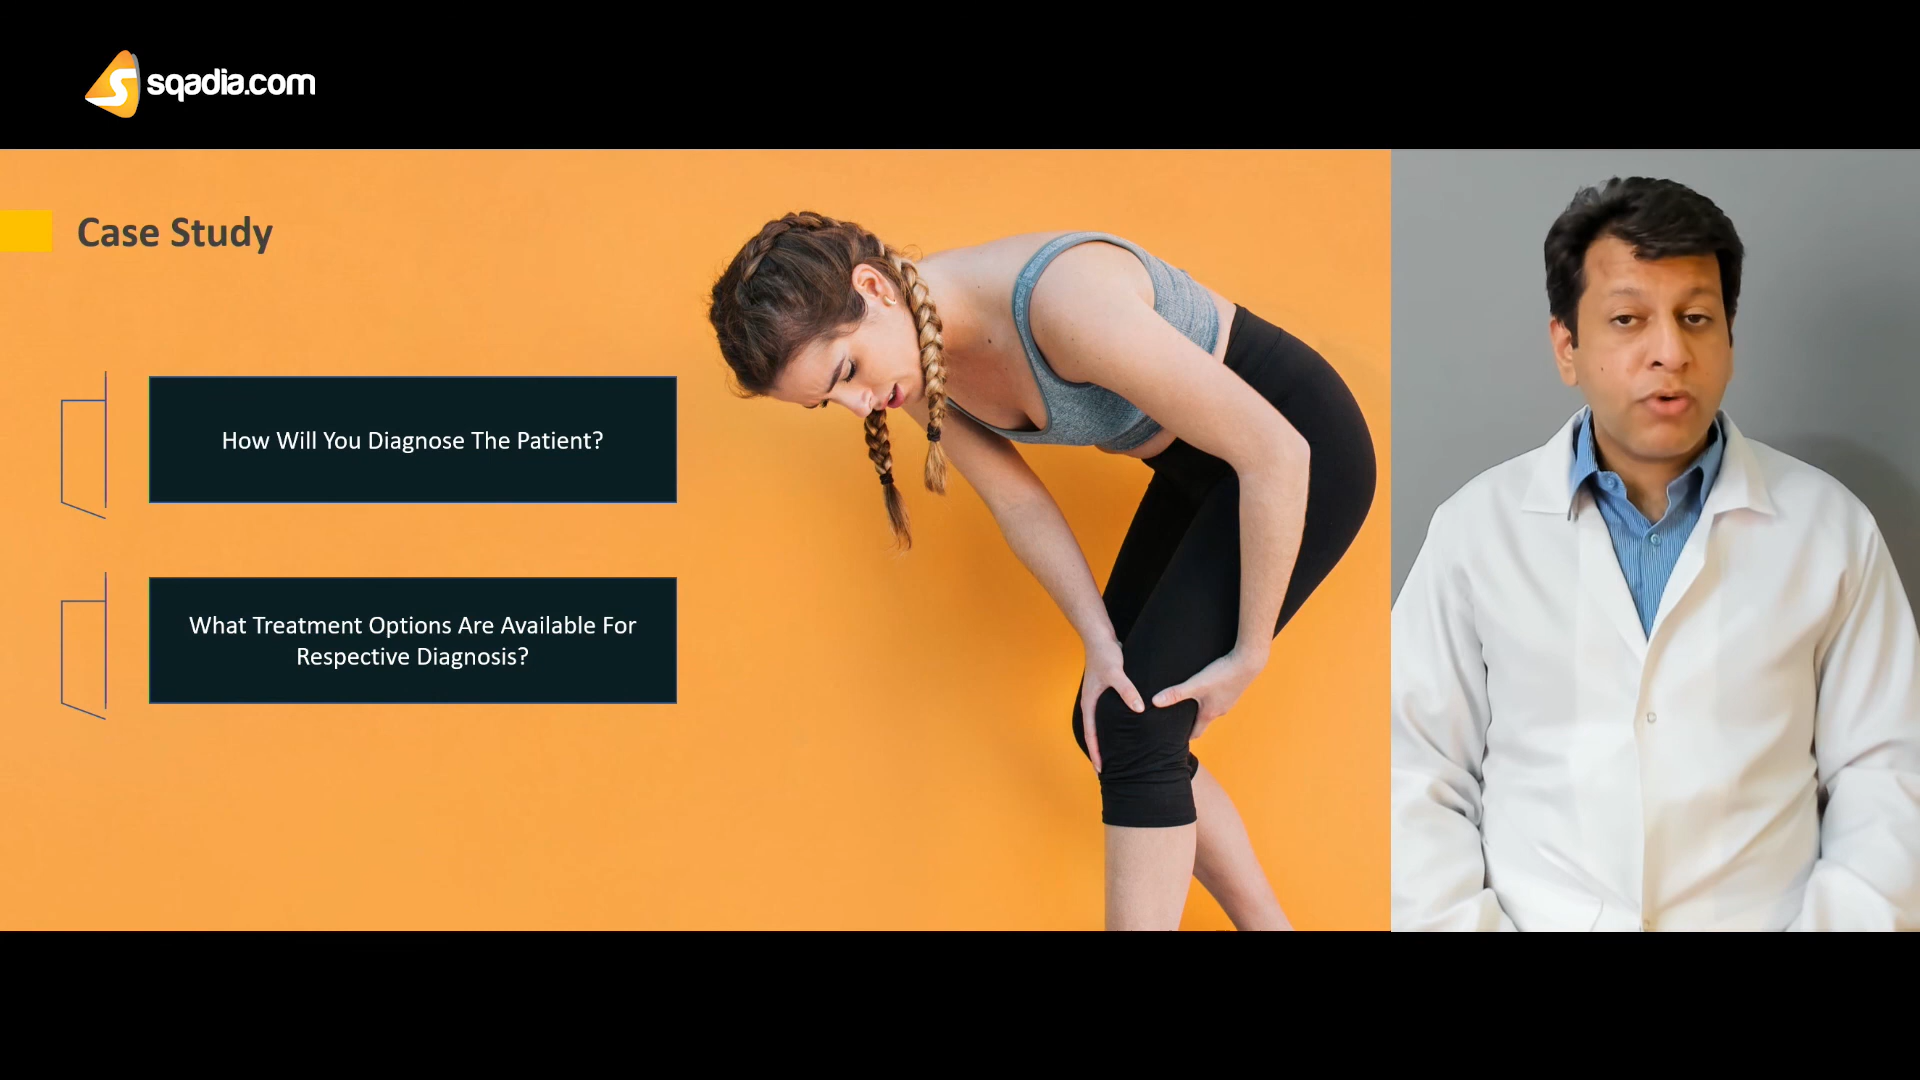 sqadia.com
Case Study
How Will You Diagnose The Patient?
What Treatment Options Are Available For
Respective Diagnosis?